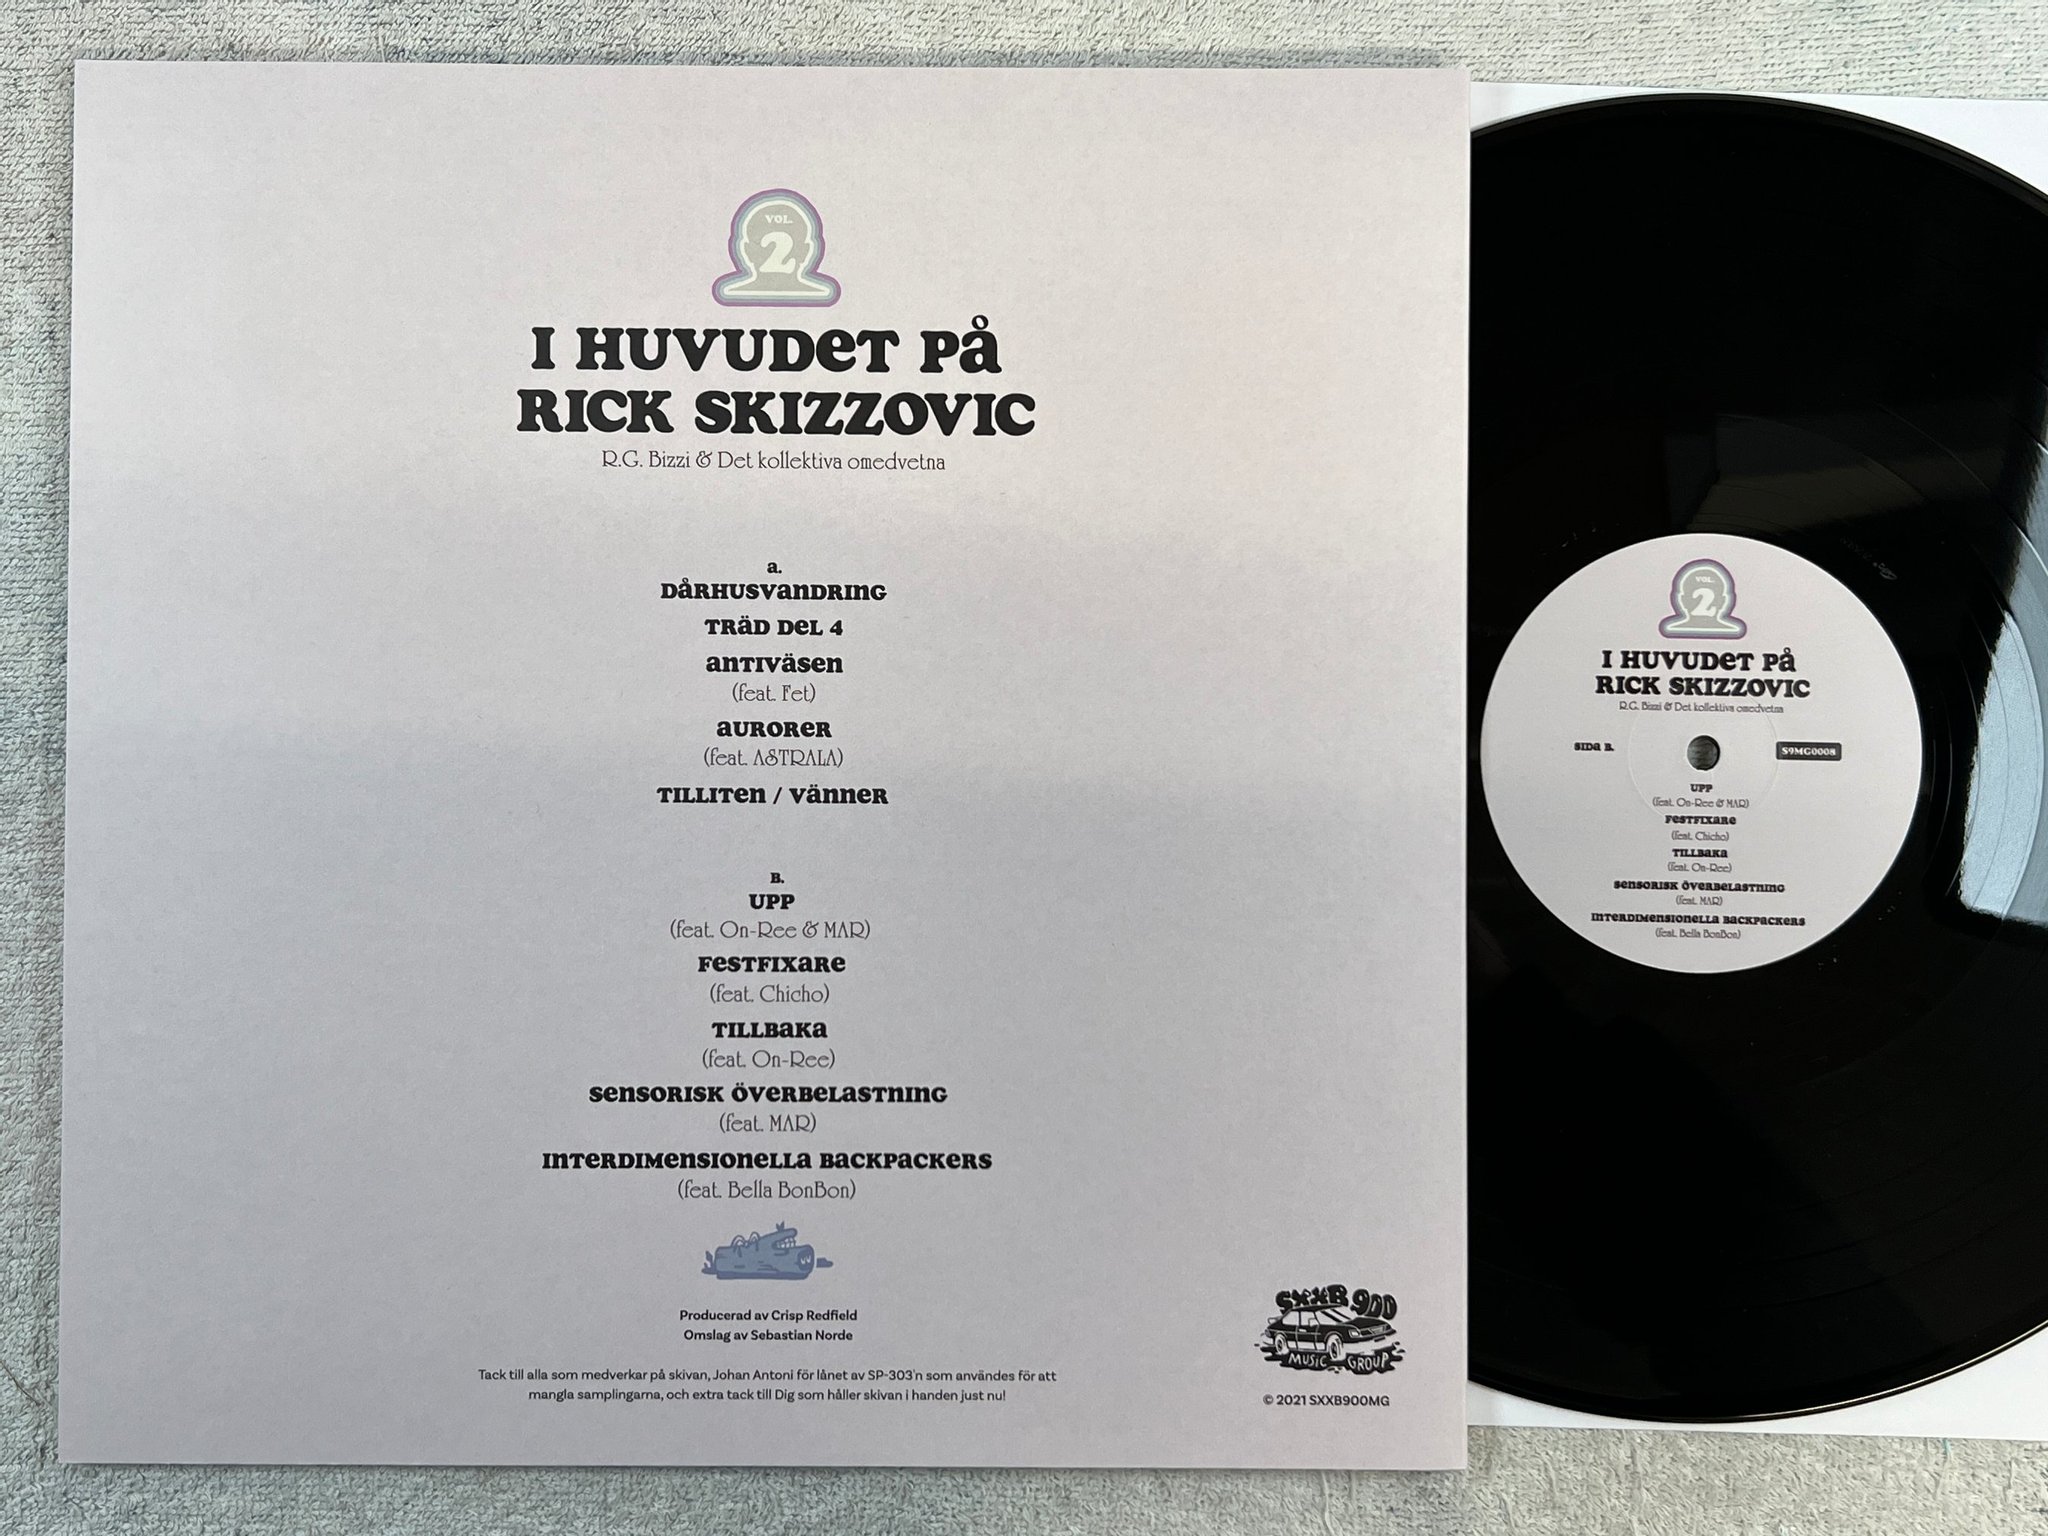 VOL.
2
I HUVUDET PÅ
RICK SKIZZOVIC
R.G. Bizzi & Det kollektiva omedvetna
a.
DÅRHUSVANDRING
TRÄD DEL 4
ANTIVÄSEN
(feat. Fet)
AURORER
(feat. ASTRALA)
TILLITEN / VÄNNER
B.
UPP
(feat. On-Ree & MAR)
FESTFIXARE
(feat. Chicho)
TILLBAKA
(feat. On-Ree)
SENSORISK ÖVERBELASTNING
(feat. MAR)
INTERDIMENSIONELLA BACKPACKERS
(feat. Bella BonBon)
Producerad av Crisp Redfield
Omslag av Sebastian Norde
Tack till alla som medverkar på skivan, Johan Antoni för lånet av SP-303'n som användes för att
mangla samplingarna, och extra tack till Dig som håller skivan i handen just nu!
SXXB 900
MUSIC GROUP
© 2021 SXXB900MG
VOL.
2
I HUVUDET PÅ
RICK SKIZZOVIC
R.G. Bizzi & Det kollektiva omedvetna
SIDA B.
S9MG0008
UPP
(feat. On-Ree & MAR)
FESTFIXARE
(feat. Chicho)
TILLBAKA
(feat. On-Ree)
SENSORISK ÖVERBELASTNING
(feat. MAR)
INTERDIMENSIONELLA BACKPACKERS
(feat. Bella BonBon)